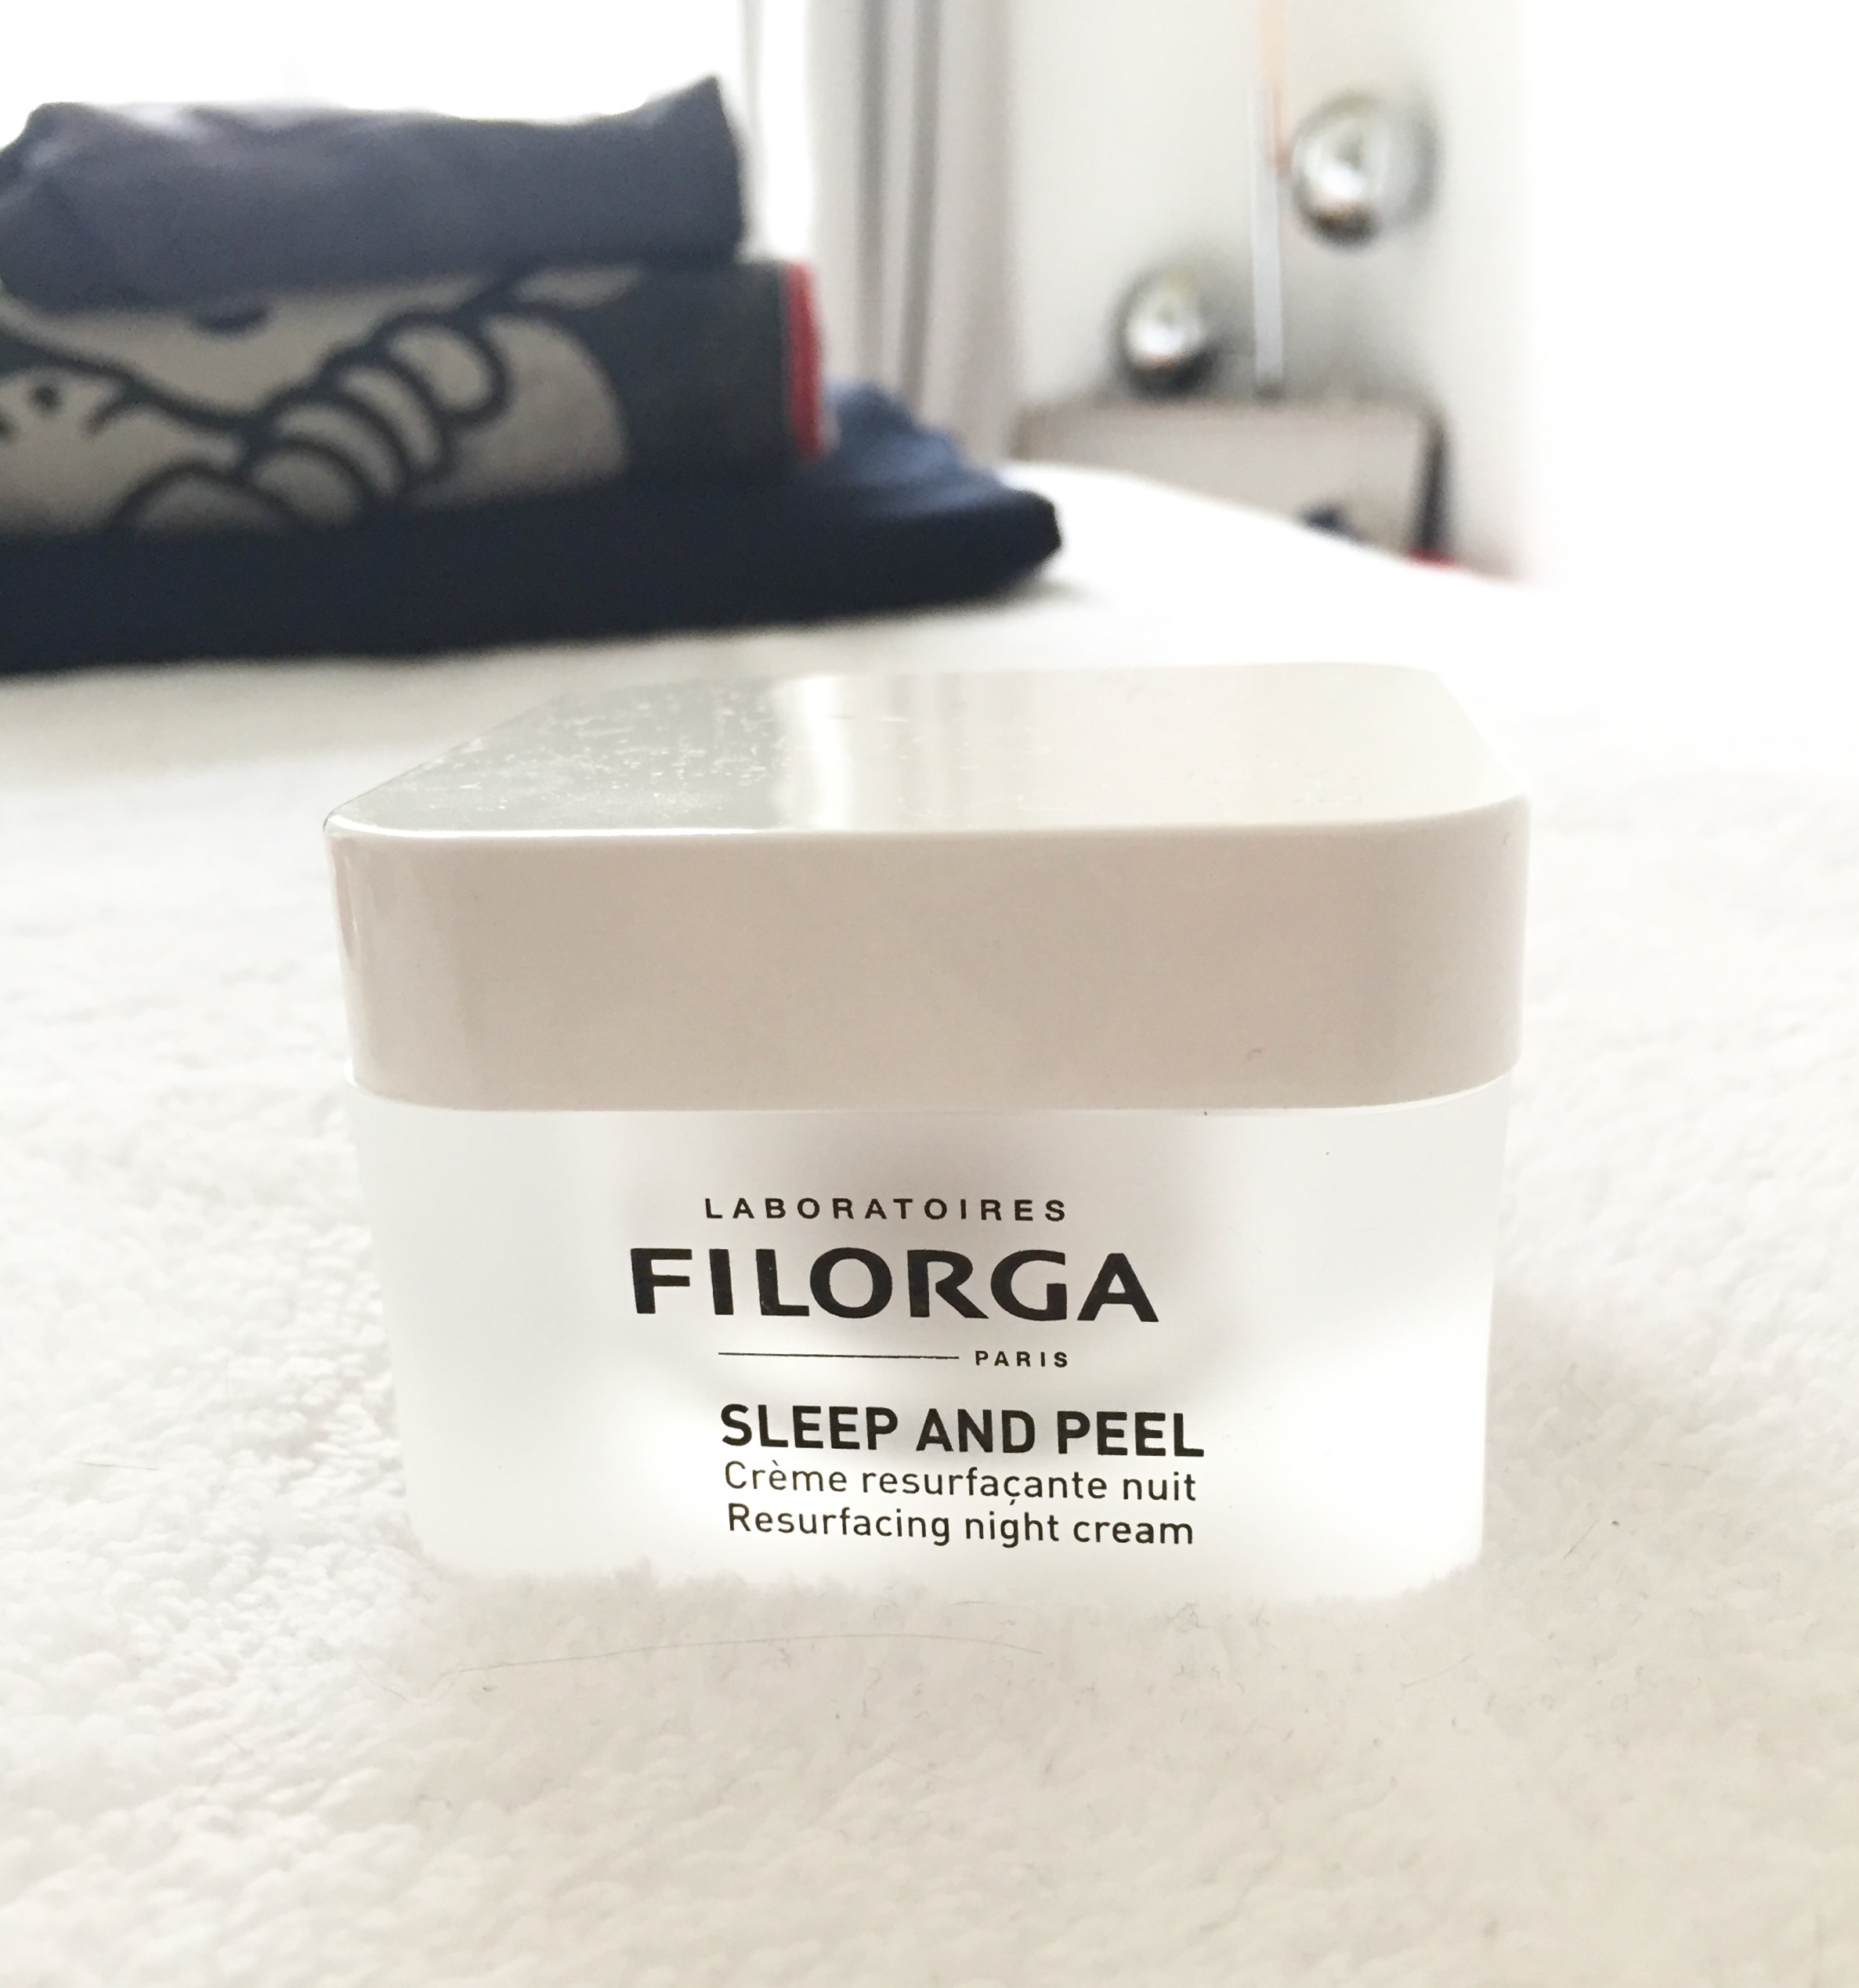 LABORATOIRES
FILORGA
PARIS
SLEEP AND PEEL
Crème resurfaçante nuit
Resurfacing night cream